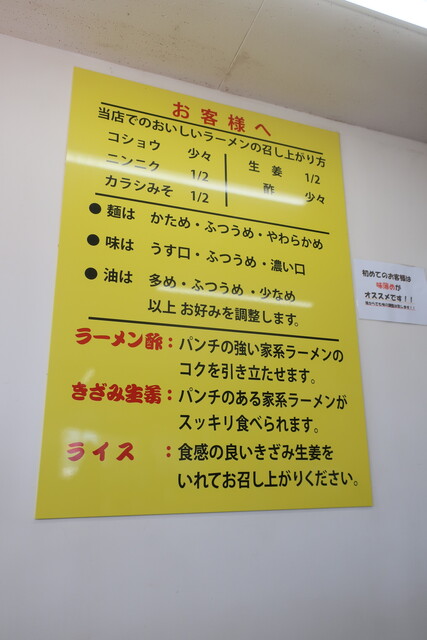 お客様へ
当店でのおいしいラーメンの召し上がり方
コショウ 少々 生姜 1/2
ニンニク 1/2 酢 少々
カラシみそ 1/2
● 麺は かため・ふつうめ・やわらかめ
● 味は うす口・ふつうめ・濃い口
● 油は 多め・ふつうめ・少なめ
以上 お好みを調整します。
ラーメン酢：パンチの強い家系ラーメンの
コクを引き立たせます。
きざみ生姜：パンチのある家系ラーメンが
スッキリ食べられます。
ライス ：食感の良いきざみ生姜を
いれてお召し上がりください。
初めてのお客様は
味薄めが
オススメです！！